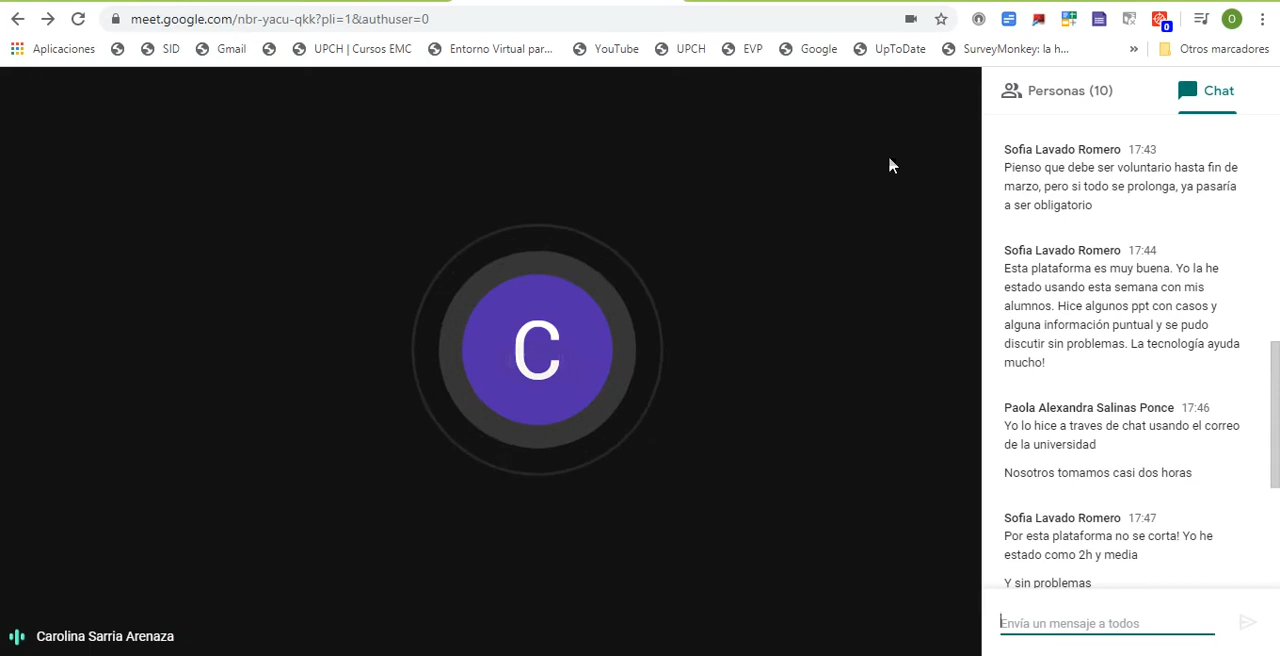 meet.google.com/nbr-yacu-qkk?pli=1&authuser=0
0
O
Aplicaciones
SID
Gmail
UPCH | Cursos EMC
Entorno Virtual par...
YouTube
UPCH
EVP
Google
UpToDate
SurveyMonkey: la h...
»
Otros marcadores
Personas (10)
Chat
Sofia Lavado Romero 17:43
Pienso que debe ser voluntario hasta fin de
marzo, pero si todo se prolonga, ya pasaría
a ser obligatorio
Sofia Lavado Romero 17:44
Esta plataforma es muy buena. Yo la he
estado usando esta semana con mis
alumnos. Hice algunos ppt con casos y
alguna información puntual y se pudo
discutir sin problemas. La tecnología ayuda
mucho!
Paola Alexandra Salinas Ponce 17:46
Yo lo hice a traves de chat usando el correo
de la universidad
Nosotros tomamos casi dos horas
Sofia Lavado Romero 17:47
Por esta plataforma no se corta! Yo he
estado como 2h y media
Y sin problemas
Envía un mensaje a todos
C
Carolina Sarria Arenaza